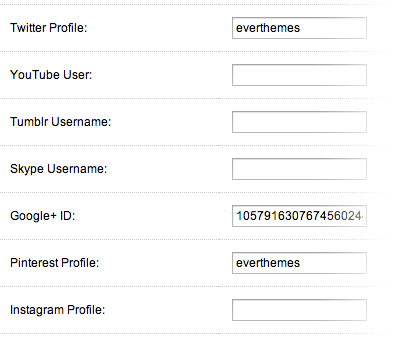 Twitter Profile: everthemes
YouTube User:
Tumblr Username:
Skype Username:
Google+ ID: 105791630767456024
Pinterest Profile: everthemes
Instagram Profile: